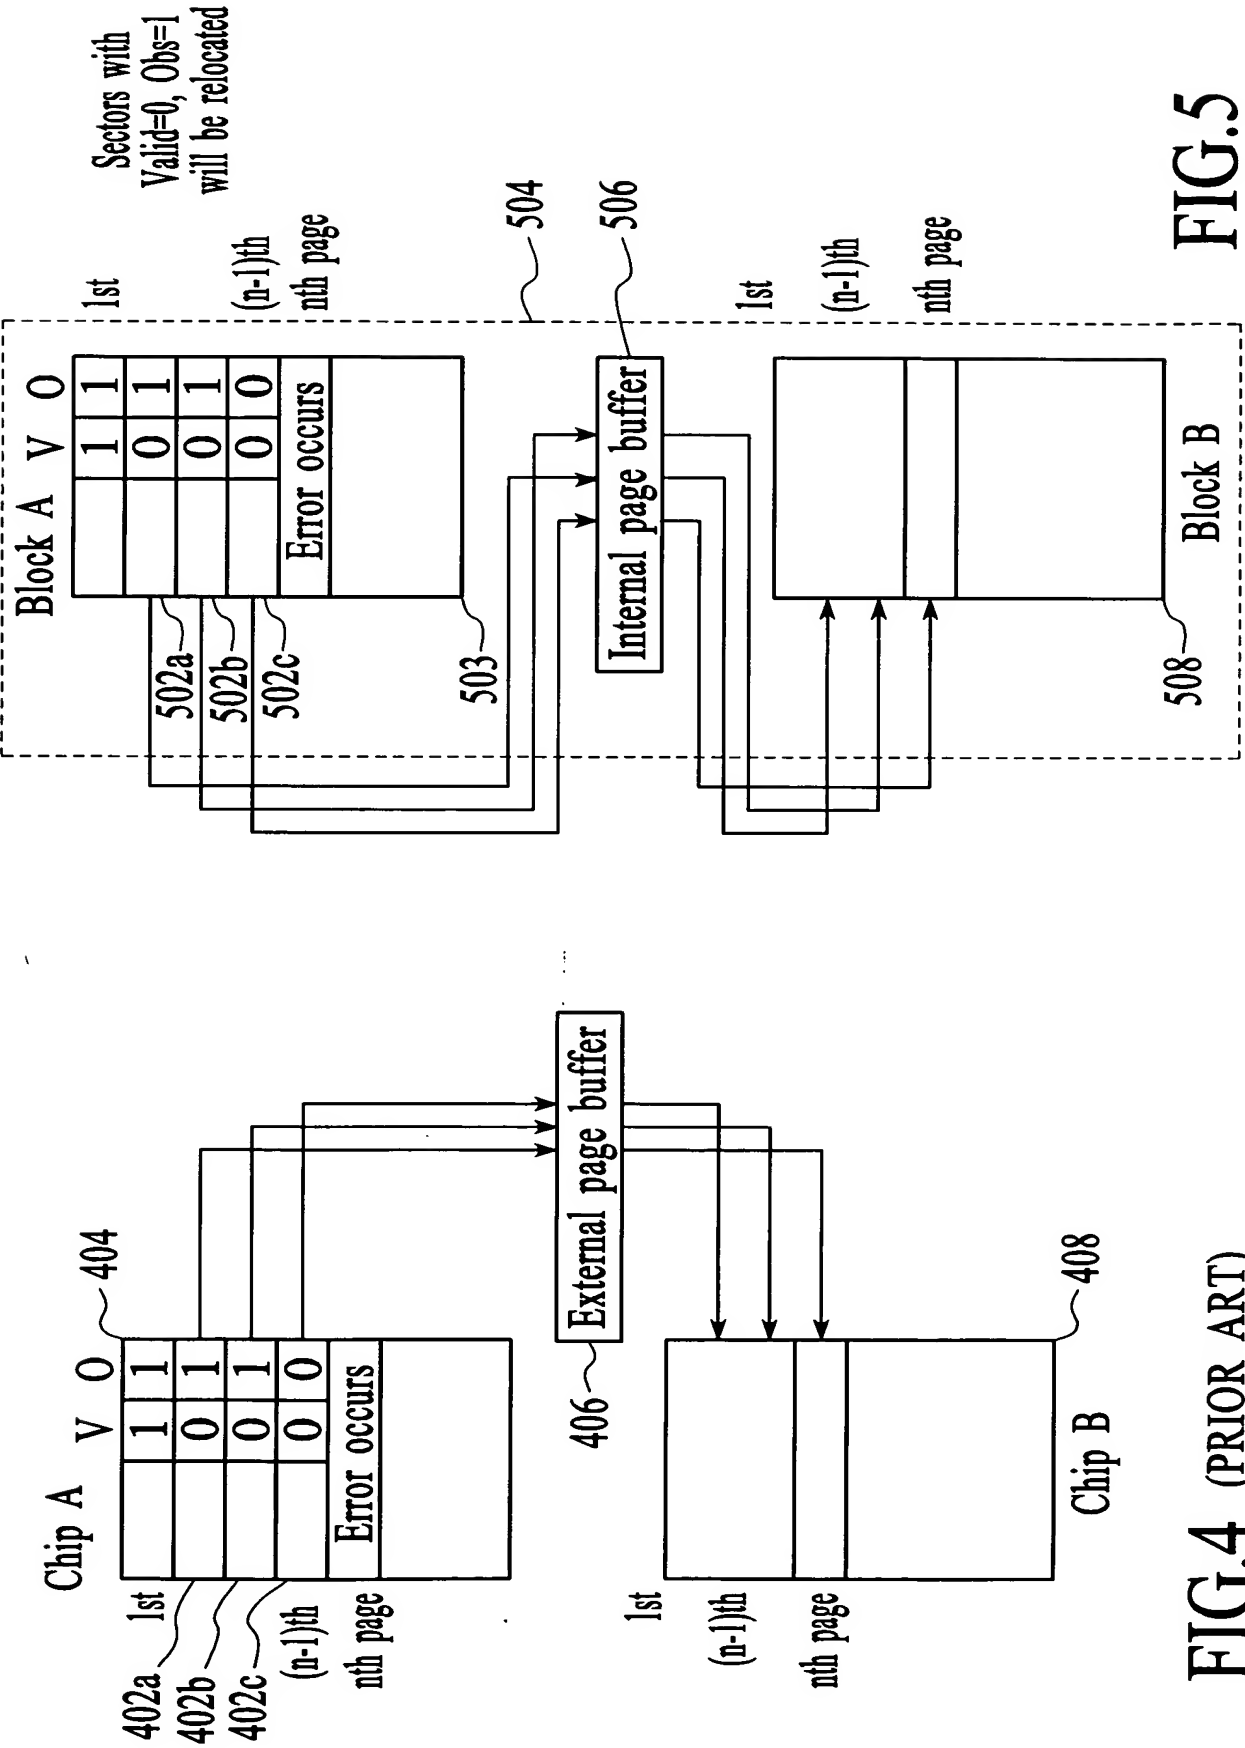 Chip A
V O
404
1st
1 1
402a
0 1
402b
0 1
402c
(n-1)th
0 0
nth page
Error occurs
406
External page buffer
1st
(n-1)th
nth page
Chip B
408
FIG.4 (PRIOR ART)
Sectors with
Valid=0, Obs=1
will be relocated
Block A V O
1 1
1st
502a
0 1
502b
0 1
502c
0 0
(n-1)th
Error occurs
nth page
503
504
Internal page buffer
506
1st
(n-1)th
nth page
508
Block B
FIG.5